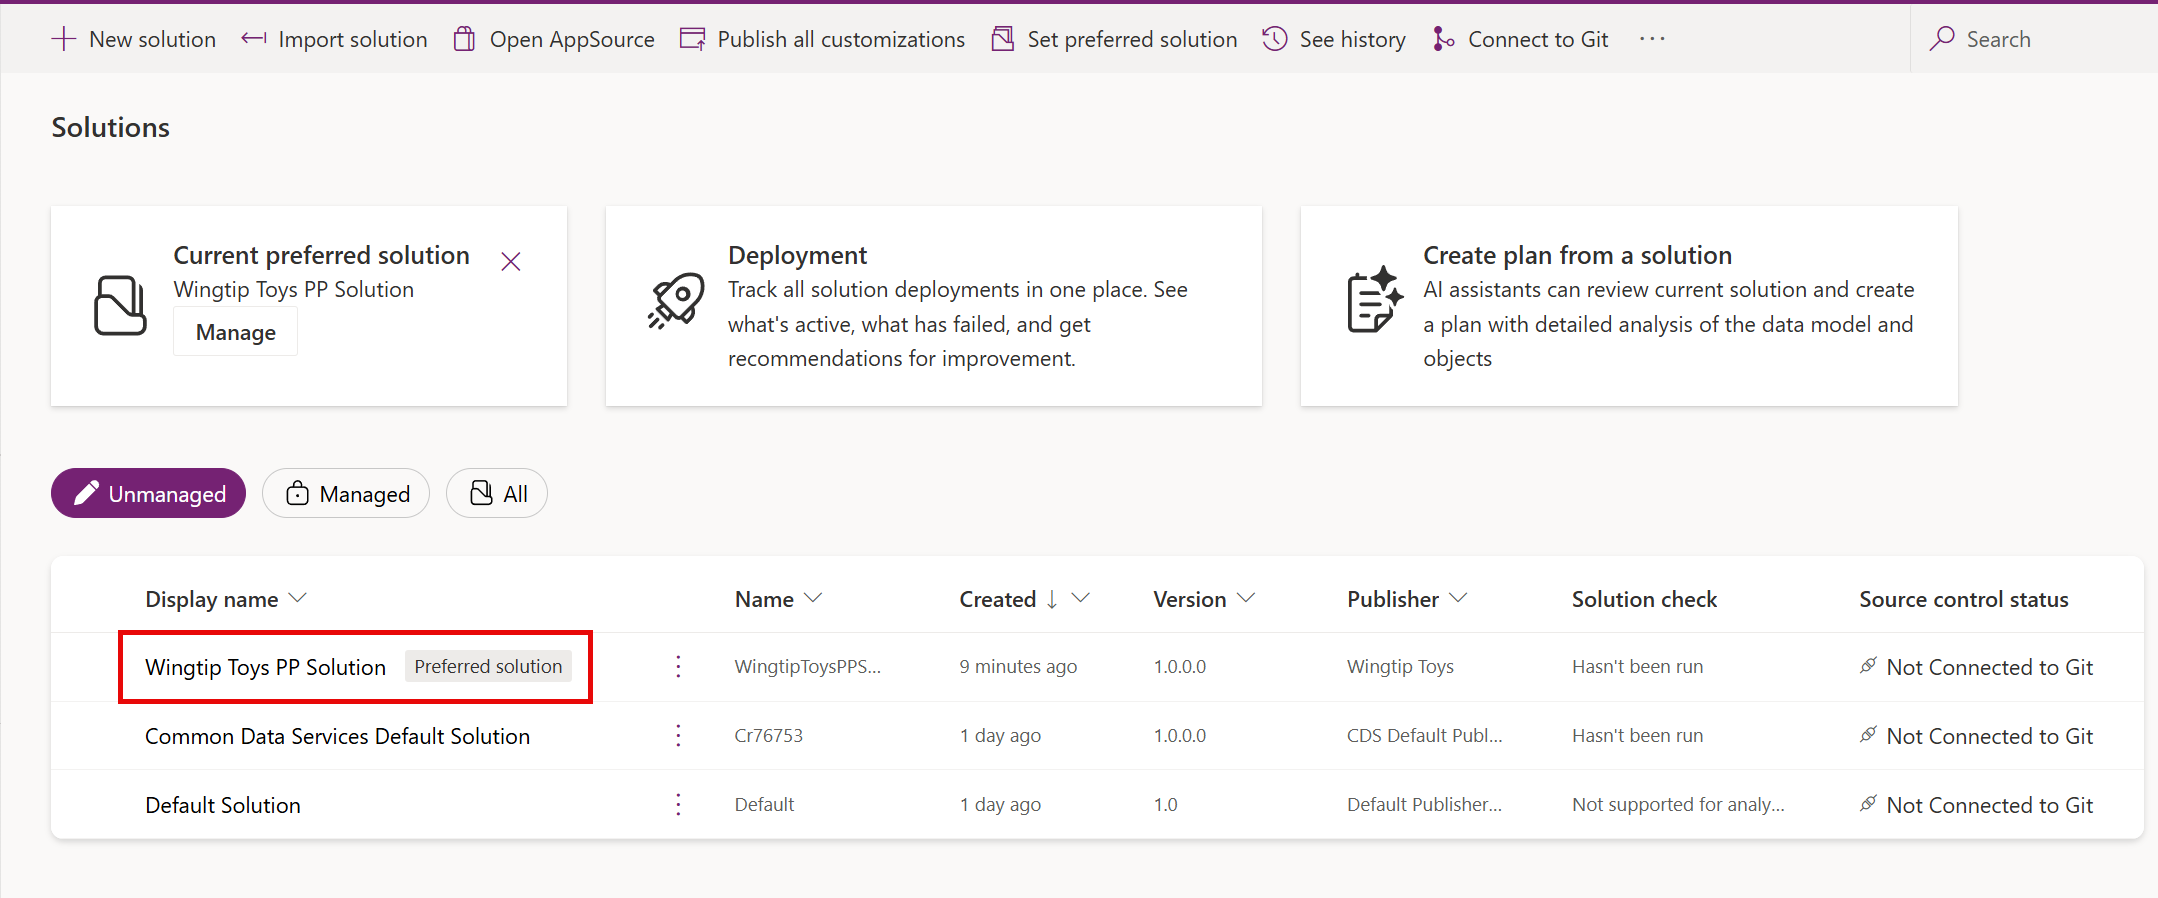 New solution Import solution Open AppSource Publish all customizations Set preferred solution See history Connect to Git ··· Search
Solutions
Current preferred solution
Wingtip Toys PP Solution
Manage
Deployment
Track all solution deployments in one place. See
what's active, what has failed, and get
recommendations for improvement.
Create plan from a solution
AI assistants can review current solution and create
a plan with detailed analysis of the data model and
objects
Unmanaged Managed All
Display name Name Created Version Publisher Solution check Source control status
Wingtip Toys PP Solution Preferred solution WingtipToysPPS... 9 minutes ago 1.0.0.0 Wingtip Toys Hasn't been run Not Connected to Git
Common Data Services Default Solution Cr76753 1 day ago 1.0.0.0 CDS Default Publ... Hasn't been run Not Connected to Git
Default Solution Default 1 day ago 1.0 Default Publisher... Not supported for analy... Not Connected to Git